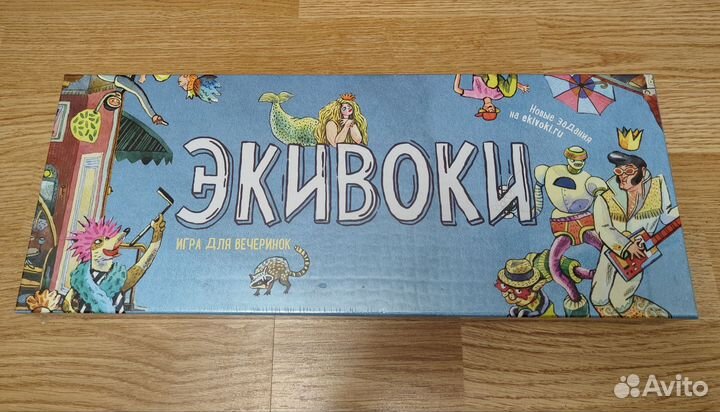 Новые задания
на ekivoki.ru
ЭКИВОКИ
ИГРА ДЛЯ ВЕЧЕРИНОК
Avito